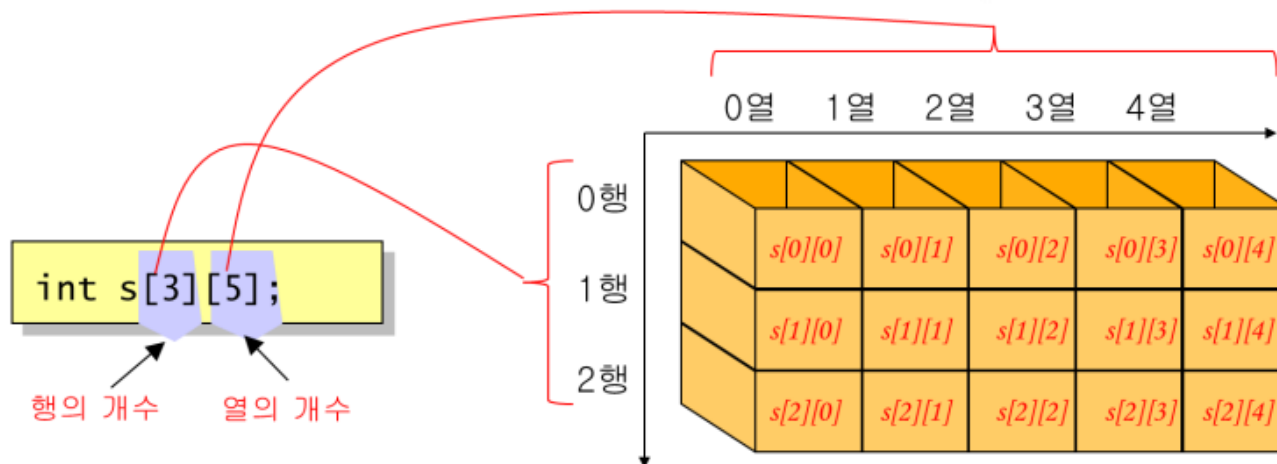 0열 1열 2열 3열 4열
0행
1행
2행
int s[3][5];
행의 개수
열의 개수
s[0][0] s[0][1] s[0][2] s[0][3] s[0][4]
s[1][0] s[1][1] s[1][2] s[1][3] s[1][4]
s[2][0] s[2][1] s[2][2] s[2][3] s[2][4]